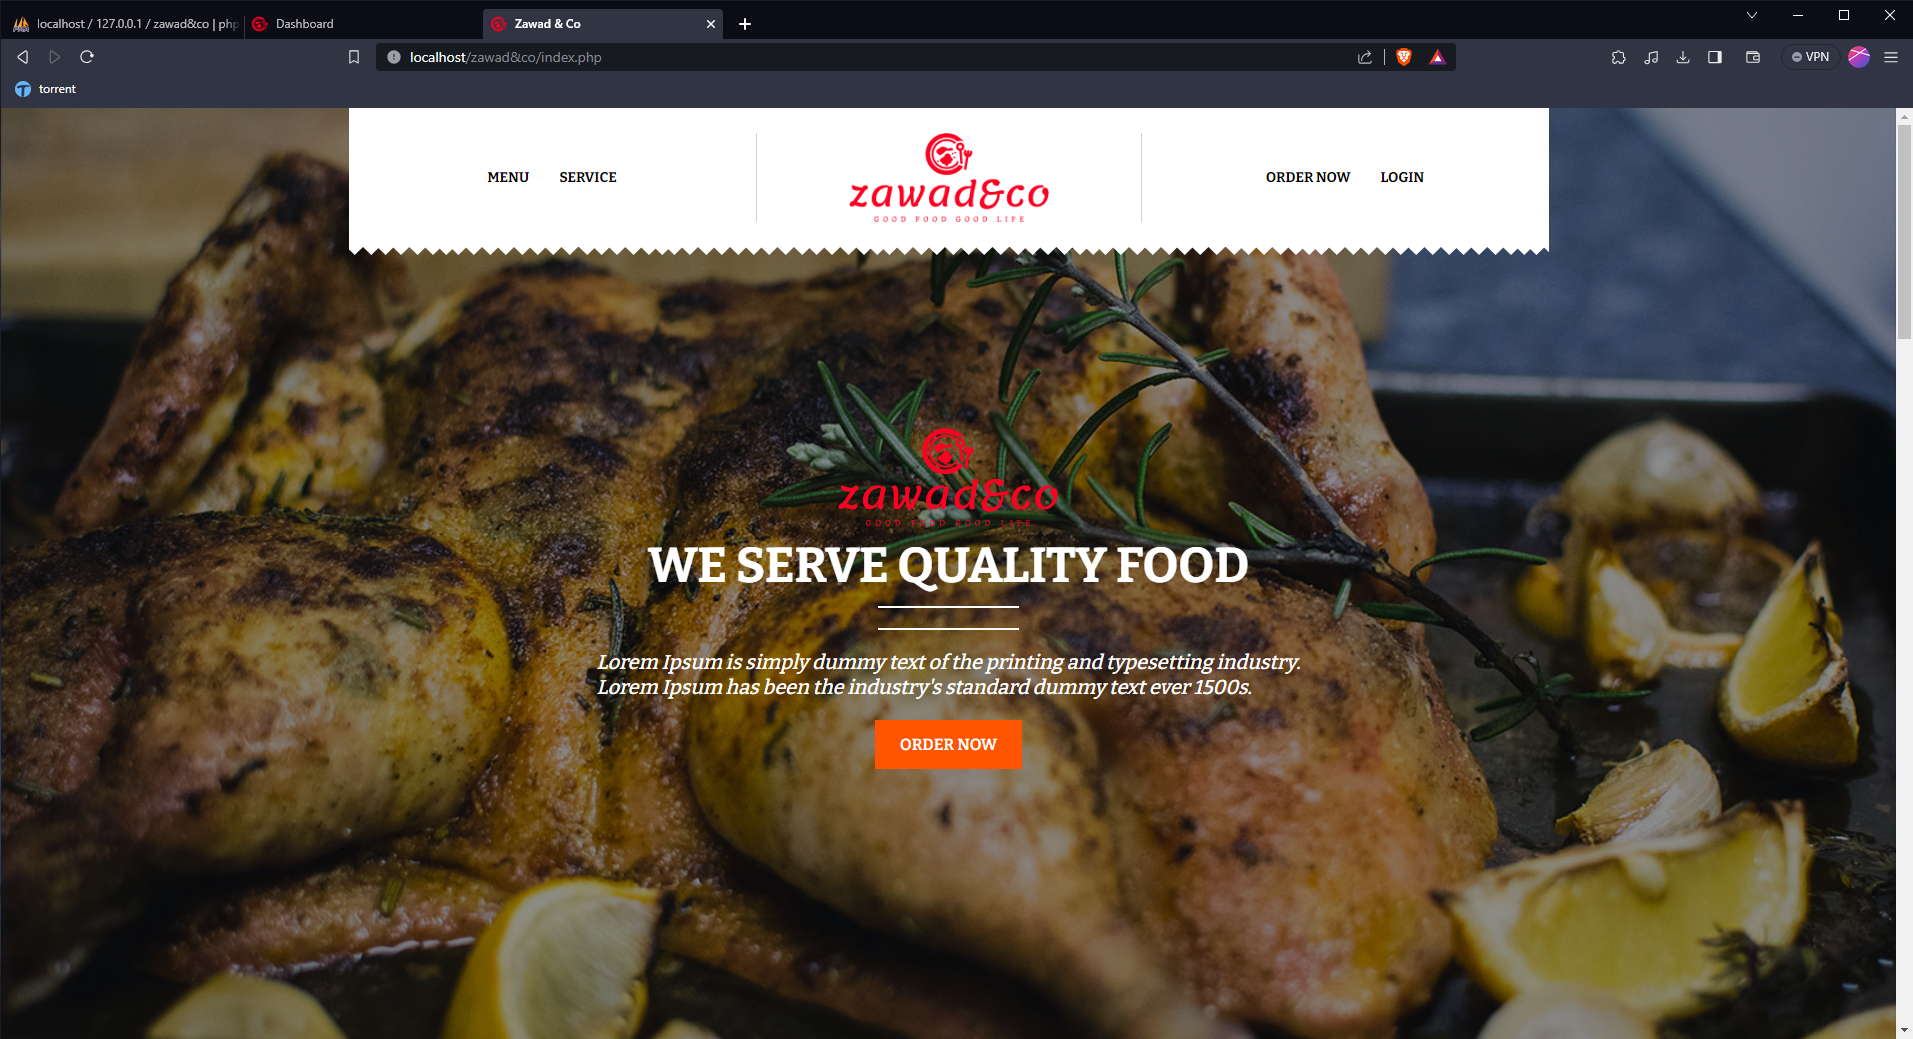 localhost / 127.0.0.1 / zawad&co | php
Dashboard
Zawad & Co
localhost/zawad&co/index.php
VPN
torrent
MENU
SERVICE
zawad&co
GOOD FOOD GOOD LIFE
ORDER NOW
LOGIN
zawad&co
GOOD FOOD GOOD LIFE
WE SERVE QUALITY FOOD
Lorem Ipsum is simply dummy text of the printing and typesetting industry.
Lorem Ipsum has been the industry's standard dummy text ever 1500s.
ORDER NOW